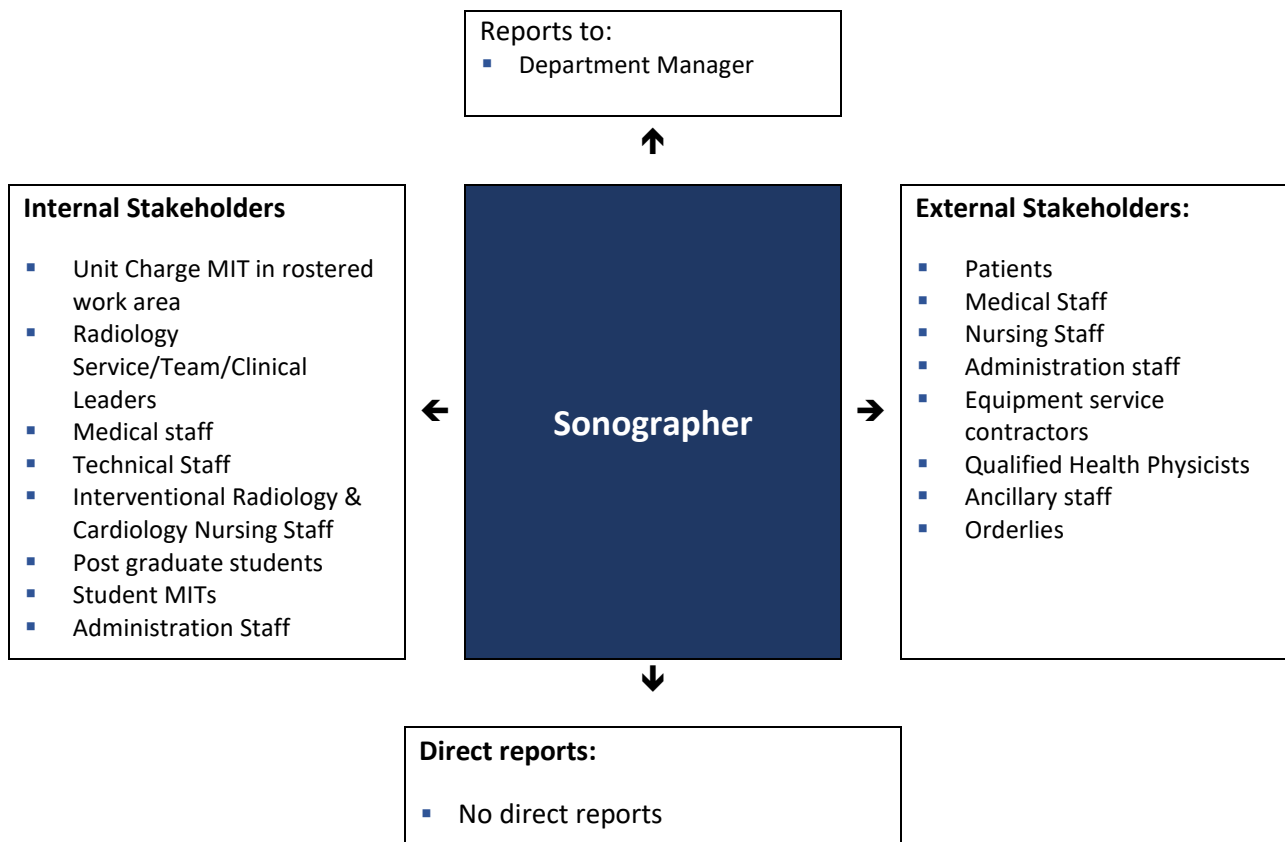 Reports to:
▪ Department Manager
Internal Stakeholders
▪ Unit Charge MIT in rostered
work area
▪ Radiology
Service/Team/Clinical
Leaders
▪ Medical staff
▪ Technical Staff
▪ Interventional Radiology &
Cardiology Nursing Staff
▪ Post graduate students
▪ Student MITs
▪ Administration Staff
Sonographer
External Stakeholders:
▪ Patients
▪ Medical Staff
▪ Nursing Staff
▪ Administration staff
▪ Equipment service
contractors
▪ Qualified Health Physicists
▪ Ancillary staff
▪ Orderlies
Direct reports:
▪ No direct reports